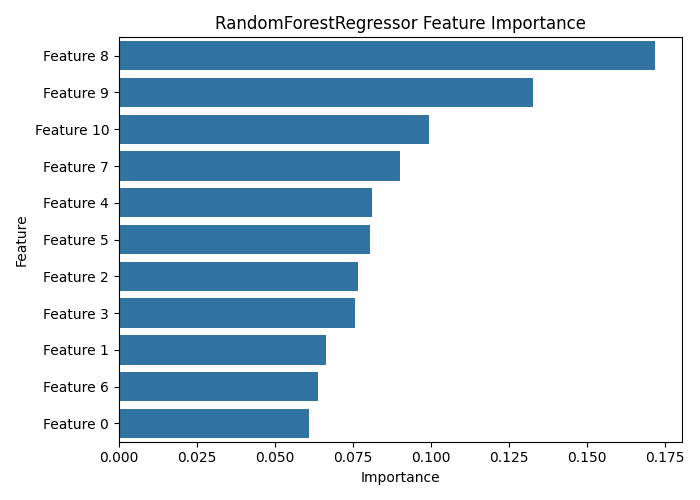 RandomForestRegressor Feature Importance
Feature
Feature 8
Feature 9
Feature 10
Feature 7
Feature 4
Feature 5
Feature 2
Feature 3
Feature 1
Feature 6
Feature 0
0.000 0.025 0.050 0.075 0.100 0.125 0.150 0.175
Importance